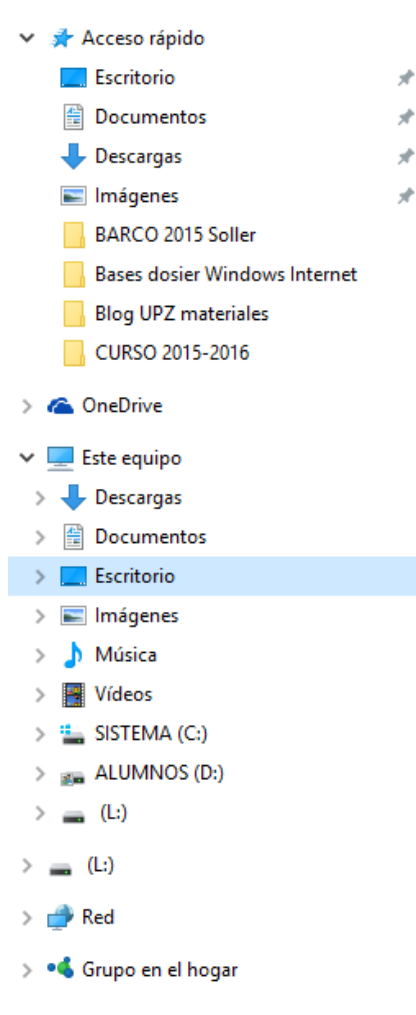 Acceso rápido
Escritorio
Documentos
Descargas
Imágenes
BARCO 2015 Soller
Bases dosier Windows Internet
Blog UPZ materiales
CURSO 2015-2016
OneDrive
Este equipo
Descargas
Documentos
Escritorio
Imágenes
Música
Vídeos
SISTEMA (C:)
ALUMNOS (D:)
(L:)
(L:)
Red
Grupo en el hogar